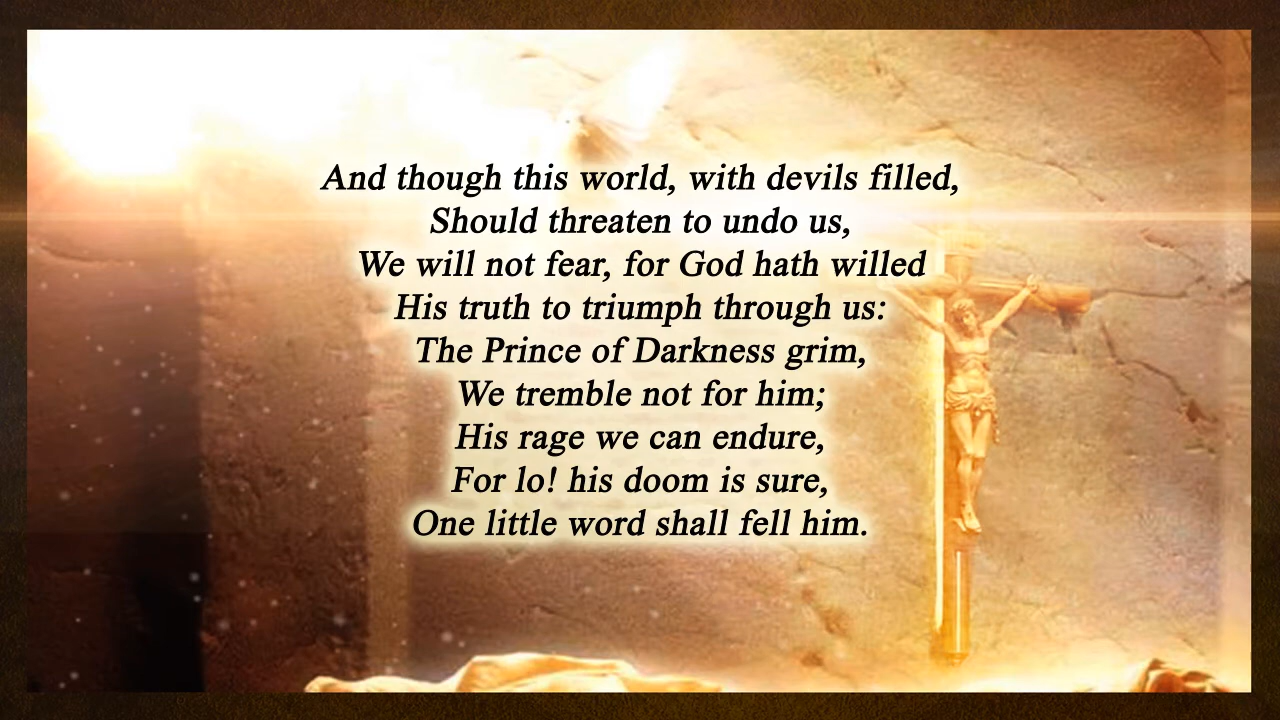 And though this world, with devils filled,
Should threaten to undo us,
We will not fear, for God hath willed
His truth to triumph through us:
The Prince of Darkness grim,
We tremble not for him;
His rage we can endure,
For lo! his doom is sure,
One little word shall fell him.